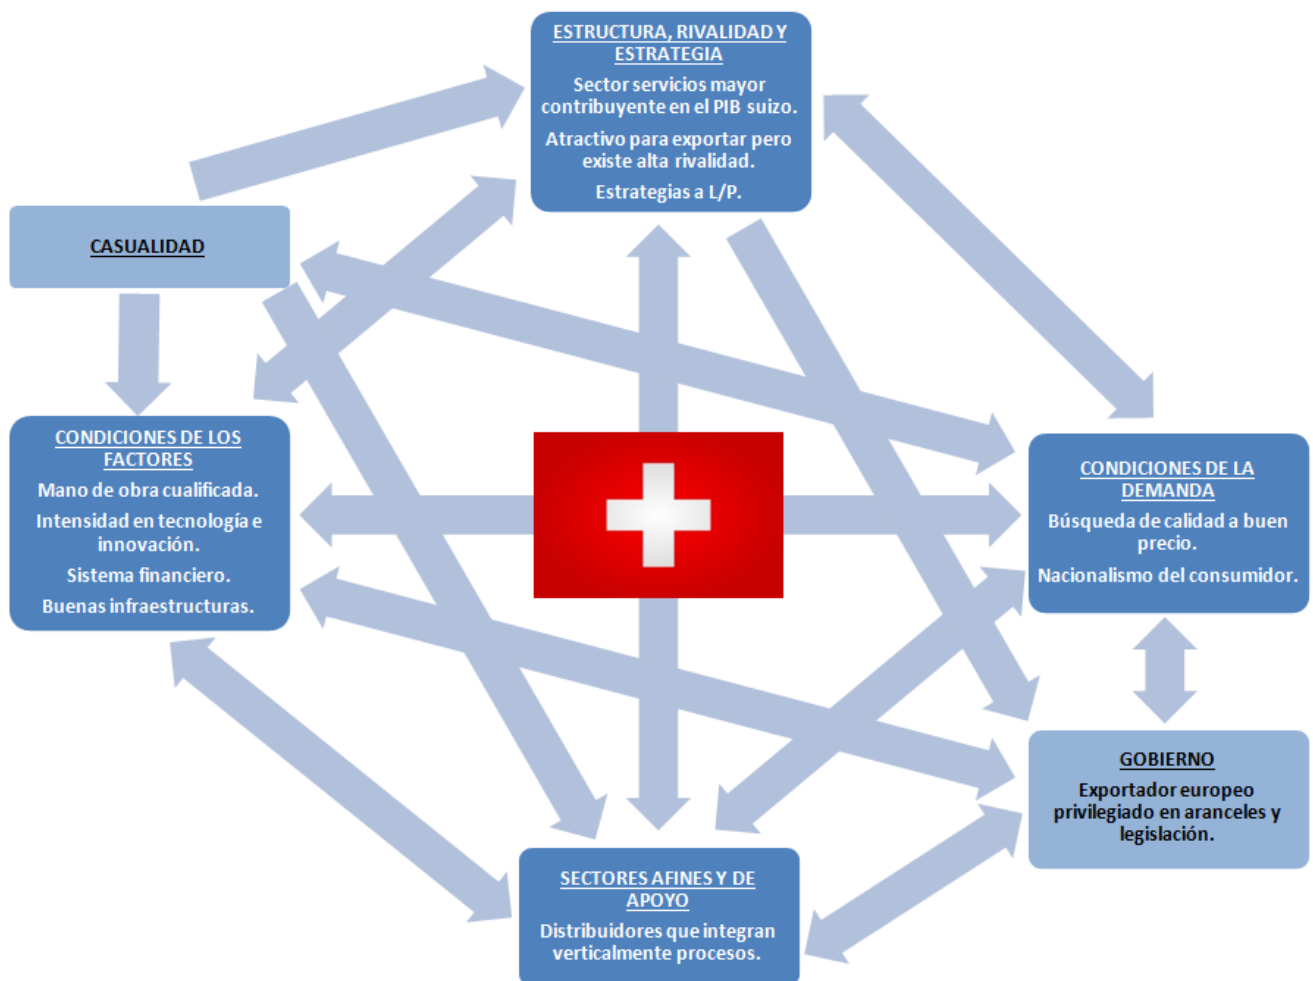 ESTRUCTURA, RIVALIDAD Y
ESTRATEGIA
Sector servicios mayor
contribuyente en el PIB suizo.
Atractivo para exportar pero
existe alta rivalidad.
Estrategias a L/P.
CASUALIDAD
CONDICIONES DE LOS
FACTORES
Mano de obra cualificada.
Intensidad en tecnología e
innovación.
Sistema financiero.
Buenas infraestructuras.
CONDICIONES DE LA
DEMANDA
Búsqueda de calidad a buen
precio.
Nacionalismo del consumidor.
GOBIERNO
Exportador europeo
privilegiado en aranceles y
legislación.
SECTORES AFINES Y DE
APOYO
Distribuidores que integran
verticalmente procesos.